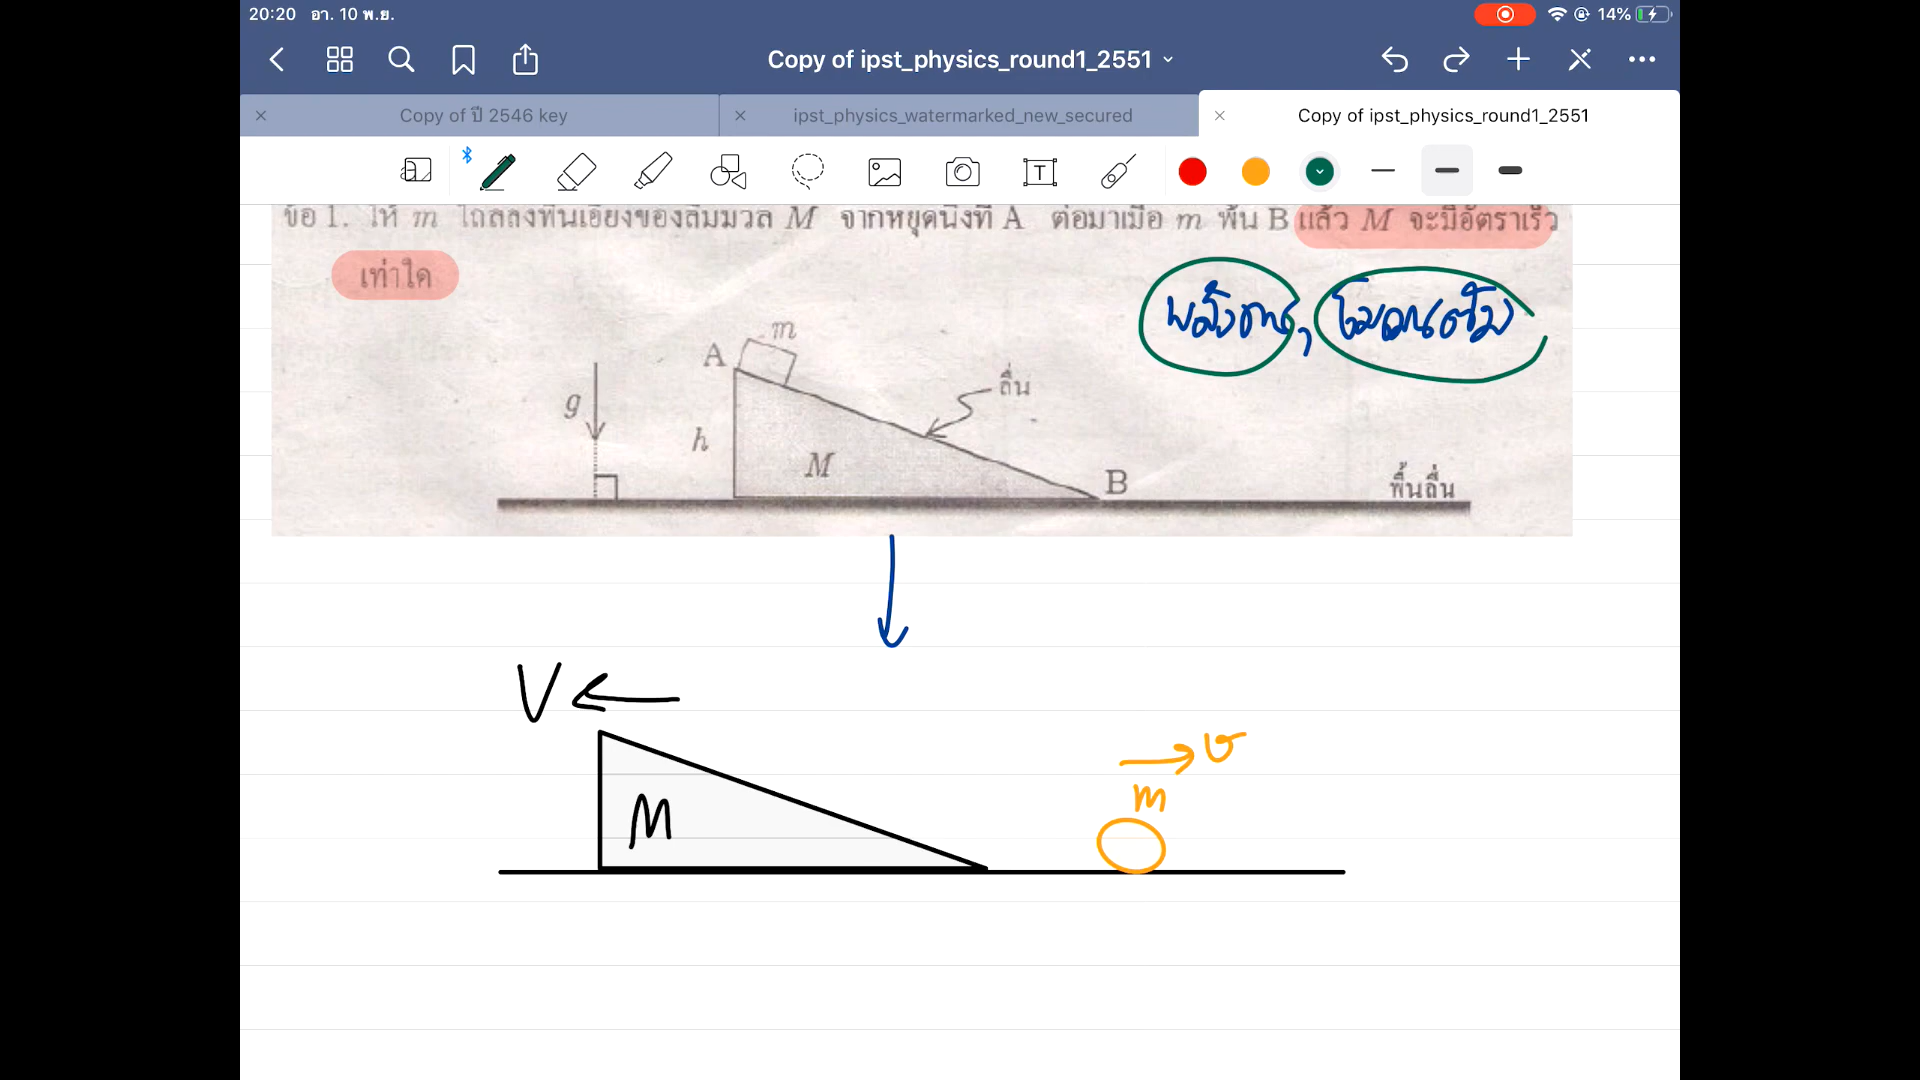 20:20 อา. 10 พ.ย. 14%
Copy of ipst_physics_round1_2551
Copy of ปี 2546 key ipst_physics_watermarked_new_secured Copy of ipst_physics_round1_2551
ข้อ 1. ให้ m ไถลลงพื้นเอียงของลิ่มมวล M จากหยุดนิ่งที่ A ต่อมาเมื่อ m พ้น B แล้ว M จะมีอัตราเร็ว
เท่าใด
พลังงาน, โมเมนตัม
m
A
ลื่น
g
h
M
B
พื้นลื่น
V
v
m
M